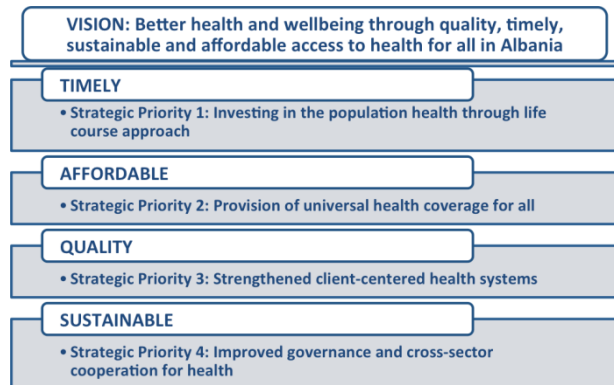 VISION: Better health and wellbeing through quality, timely,
sustainable and affordable access to health for all in Albania
TIMELY
• Strategic Priority 1: Investing in the population health through life
course approach
AFFORDABLE
• Strategic Priority 2: Provision of universal health coverage for all
QUALITY
• Strategic Priority 3: Strengthened client-centered health systems
SUSTAINABLE
• Strategic Priority 4: Improved governance and cross-sector
cooperation for health